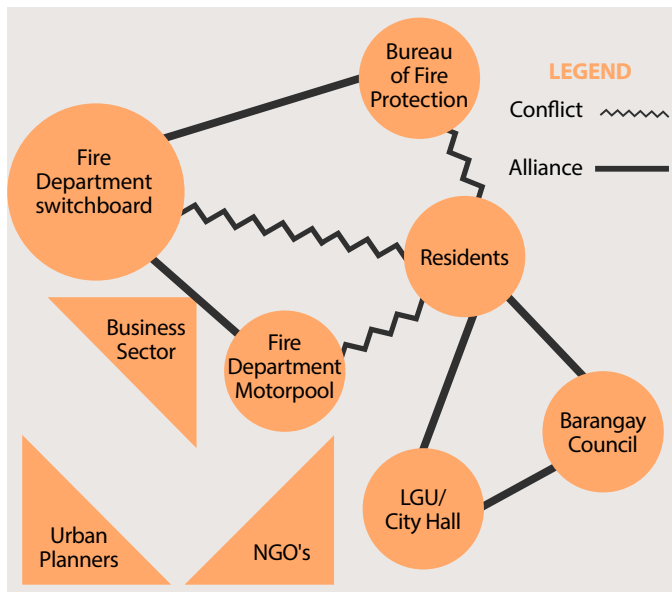 Bureau
of Fire
Protection
LEGEND
Conflict
Alliance
Fire
Department
switchboard
Residents
Business
Sector
Fire
Department
Motorpool
Barangay
Council
LGU/
City Hall
Urban
Planners
NGO's